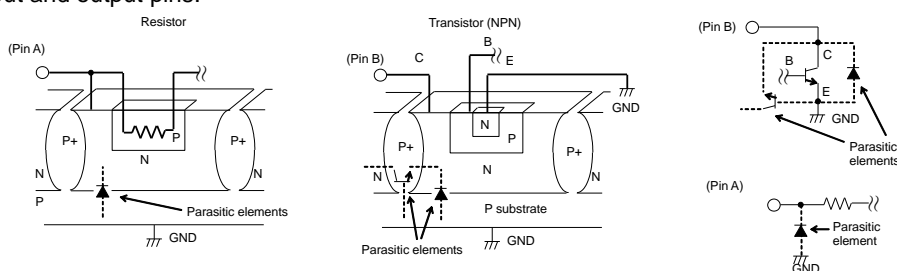 ut and output pins.
Resistor
(Pin A)
P+
N
P
P+
N
N
P
N
Parasitic elements
GND
Transistor (NPN)
(Pin B)
C
B
E
GND
P+
N
P
P+
N
N
N
P substrate
Parasitic elements
GND
(Pin B)
C
B
E
GND
Parasitic
elements
(Pin A)
Parasitic
element
GND